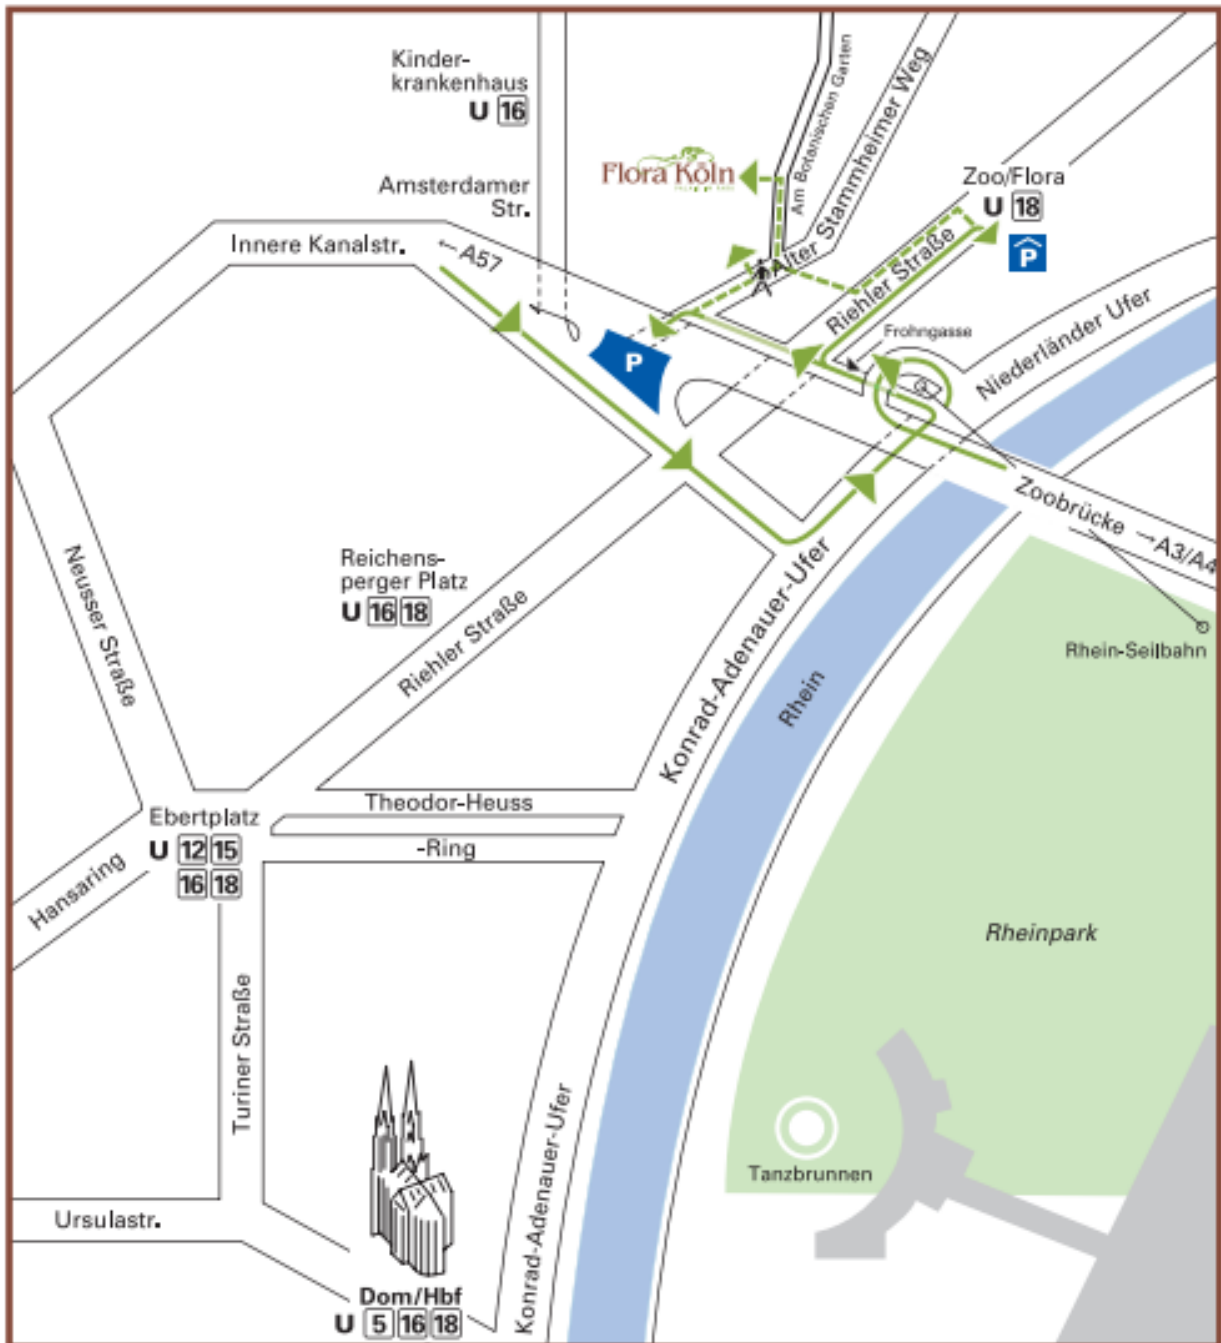 Kinder-
krankenhaus
U 16
Amsterdamer
Str.
Innere Kanalstr.
←A57
Flora Köln
Am Botanischen Garten
Alter Stammheimer Weg
Zoo/Flora
U 18
P
Riehler Straße
Frohngasse
Niederländer Ufer
P
Zoobrücke →A3/A4
Rhein-Seilbahn
Neusser Straße
Reichens-
perger Platz
U 16 18
Riehler Straße
Konrad-Adenauer-Ufer
Rhein
Theodor-Heuss
-Ring
Ebertplatz
U 12 15
16 18
Hansaring
Rheinpark
Turiner Straße
Tanzbrunnen
Konrad-Adenauer-Ufer
Ursulastr.
Dom/Hbf
U 5 16 18